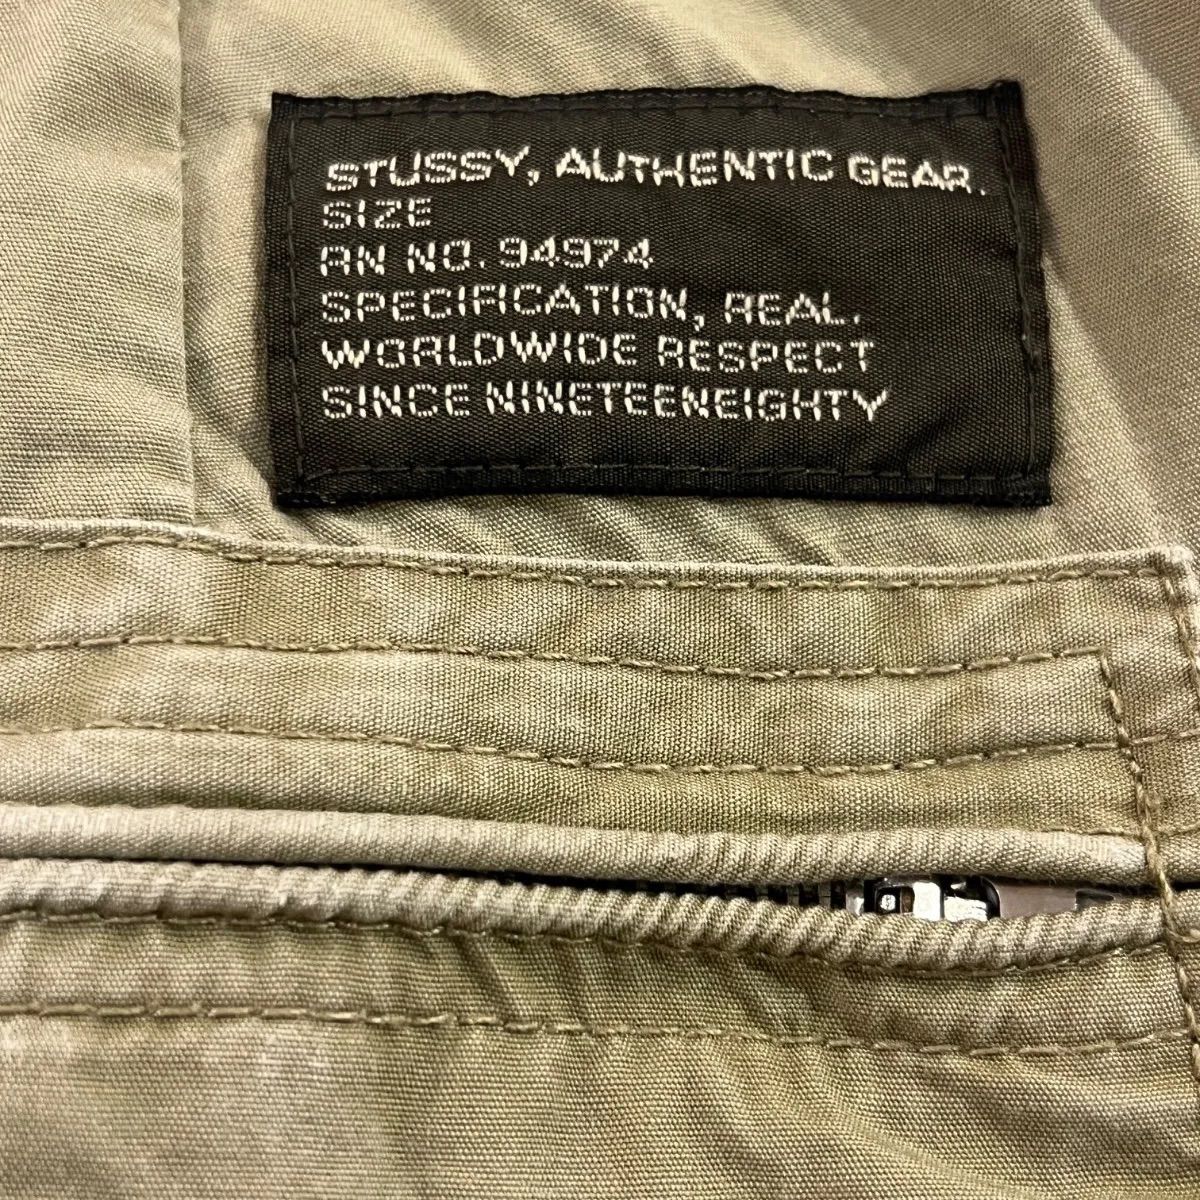 STUSSY, AUTHENTIC GEAR.
SIZE
RN NO. 94974
SPECIFICATION, REAL.
WORLDWIDE RESPECT
SINCE NINETEENEIGHTY